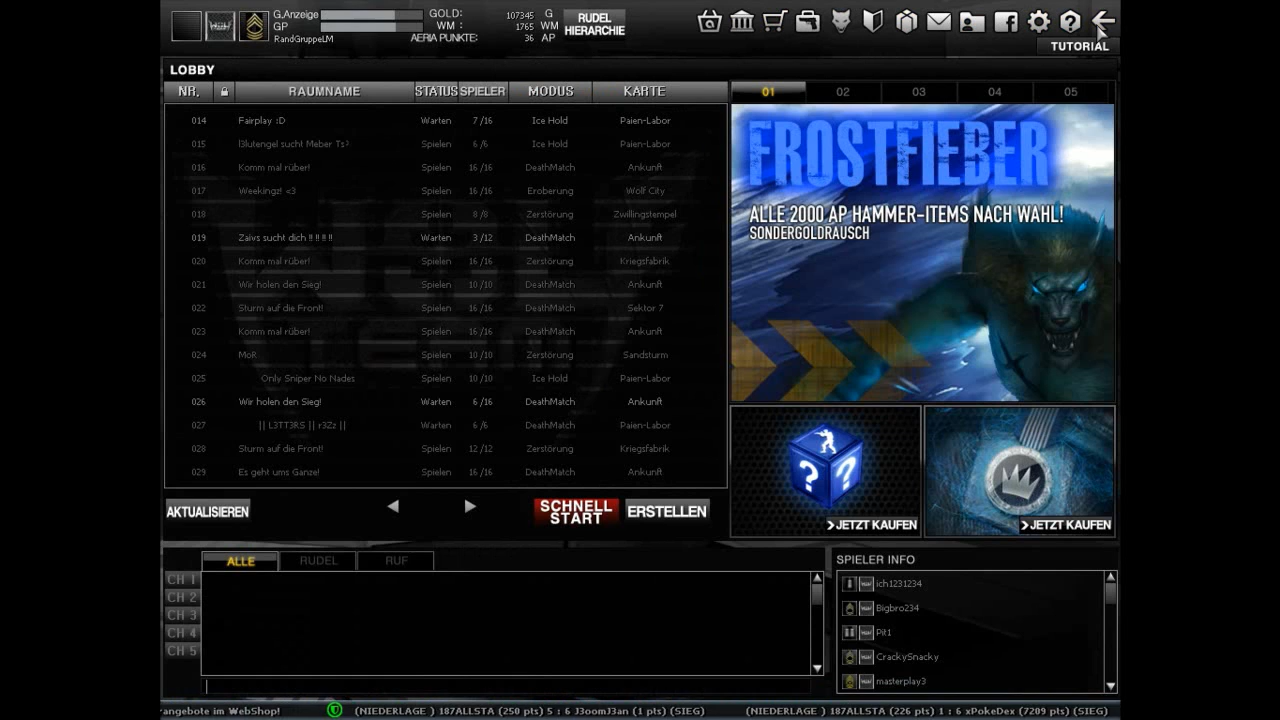 G.Anzeige
GP
RandGruppeLM
GOLD: 107345 G
WM : 1765 WM
AERIA PUNKTE: 36 AP
RUDEL
HIERARCHIE
TUTORIAL
LOBBY
NR. RAUMNAME STATUS SPIELER MODUS KARTE
014 Fairplay :D Warten 7 /16 Ice Hold Paien-Labor
015 l3lutengel sucht Meber Ts? Spielen 6 /6 Ice Hold Paien-Labor
016 Komm mal rüber! Spielen 16 /16 DeathMatch Ankunft
017 Weekingz! <3 Spielen 16 /16 Eroberung Wolf City
018 Spielen 8 /8 Zerstörung Zwillingstempel
019 Zaivs sucht dich !! !! !! !! Warten 3 /12 DeathMatch Ankunft
020 Komm mal rüber! Spielen 16 /16 Zerstörung Kriegsfabrik
021 Wir holen den Sieg! Spielen 10 /10 DeathMatch Ankunft
022 Sturm auf die Front! Spielen 16 /16 DeathMatch Sektor 7
023 Komm mal rüber! Spielen 16 /16 DeathMatch Ankunft
024 MoR Spielen 10 /10 Zerstörung Sandsturm
025 Only Sniper No Nades Spielen 10 /10 Ice Hold Paien-Labor
026 Wir holen den Sieg! Warten 6 /16 DeathMatch Ankunft
027 || L3TT3RS || r3Zz || Warten 6 /6 DeathMatch Paien-Labor
028 Sturm auf die Front! Spielen 12 /12 Zerstörung Kriegsfabrik
029 Es geht ums Ganze! Spielen 16 /16 DeathMatch Ankunft
AKTUALISIEREN
SCHNELL
START
ERSTELLEN
01 02 03 04 05
FROSTFIEBER
ALLE 2000 AP HAMMER-ITEMS NACH WAHL!
SONDERGOLDRAUSCH
? ?
>JETZT KAUFEN
>JETZT KAUFEN
ALLE RUDEL RUF
CH 1
CH 2
CH 3
CH 4
CH 5
SPIELER INFO
ich1231234
Bigbro234
Pit1
CrackySnacky
masterplay3
angebote im WebShop! (NIEDERLAGE ) 187ALLSTA (250 pts) 5 : 6 J3oomJ3an (1 pts) (SIEG) (NIEDERLAGE ) 187ALLSTA (226 pts) 1 : 6 xPokeDex (7209 pts) (SIEG)